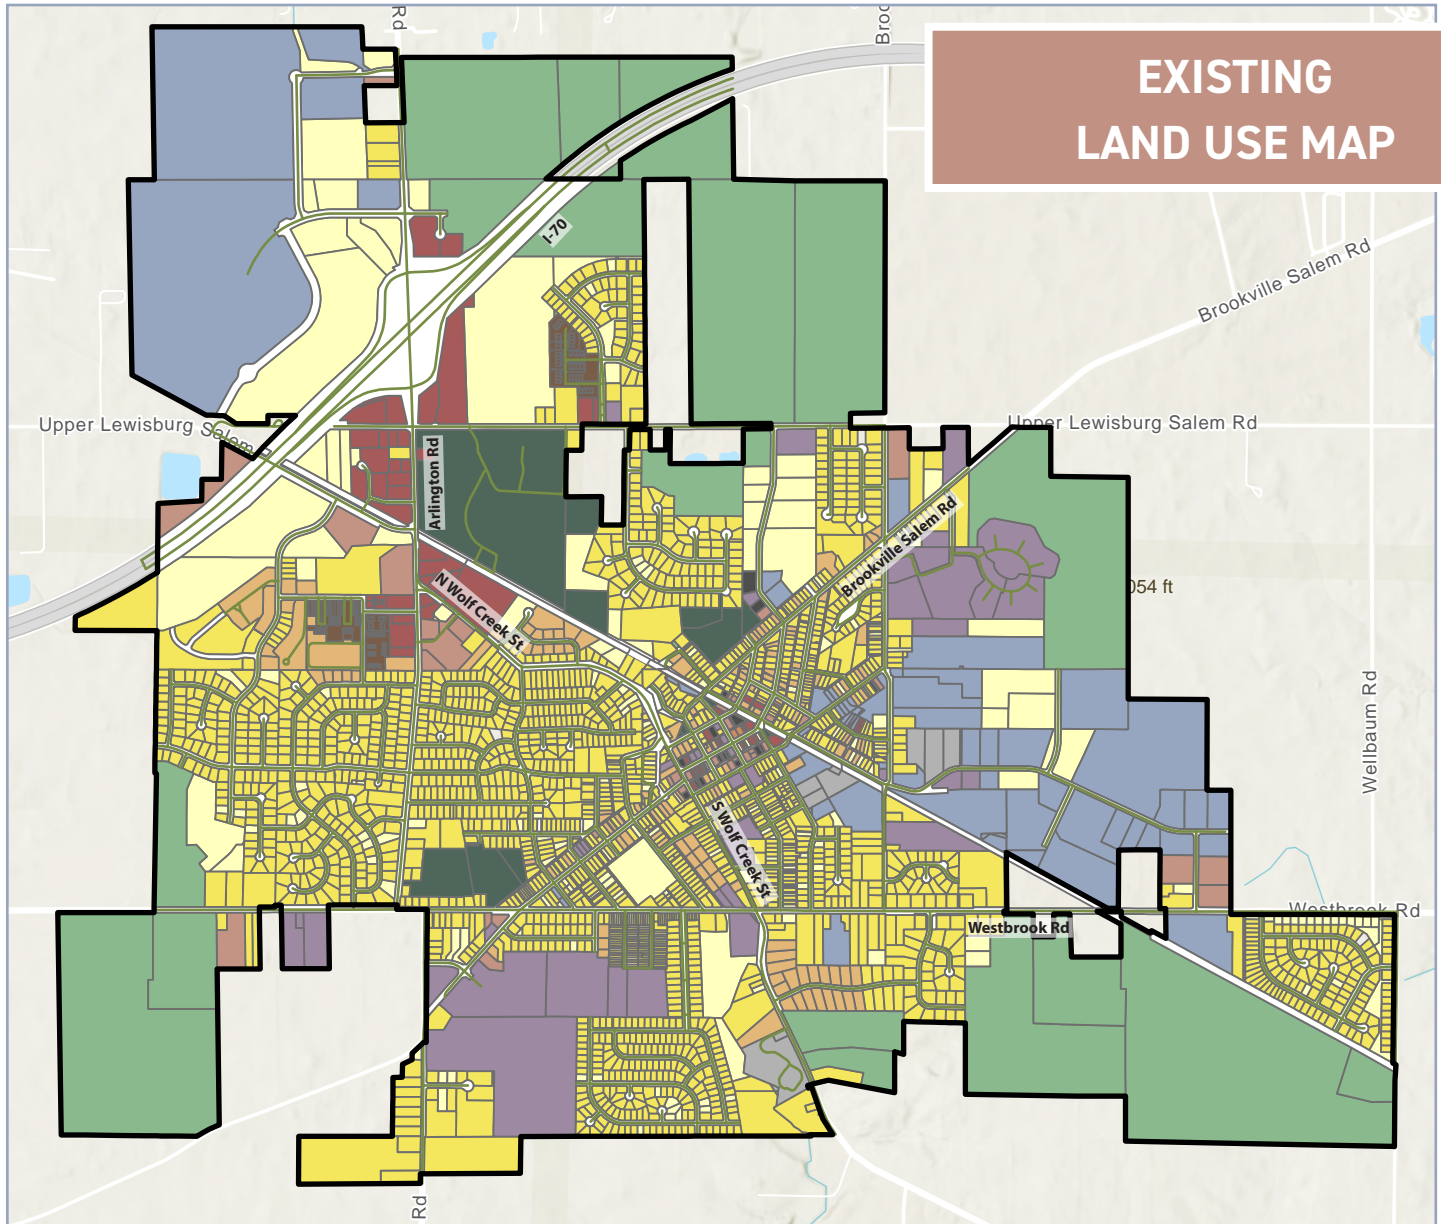 Rd
Broo
EXISTING
LAND USE MAP
I-70
Brookville Salem Rd
Upper Lewisburg Salem
Upper Lewisburg Salem Rd
Arlington Rd
Brookville Salem Rd
054 ft
N Wolf Creek St
Wellbaum Rd
S Wolf Creek St
Westbrook Rd
Westbrook Rd
Rd